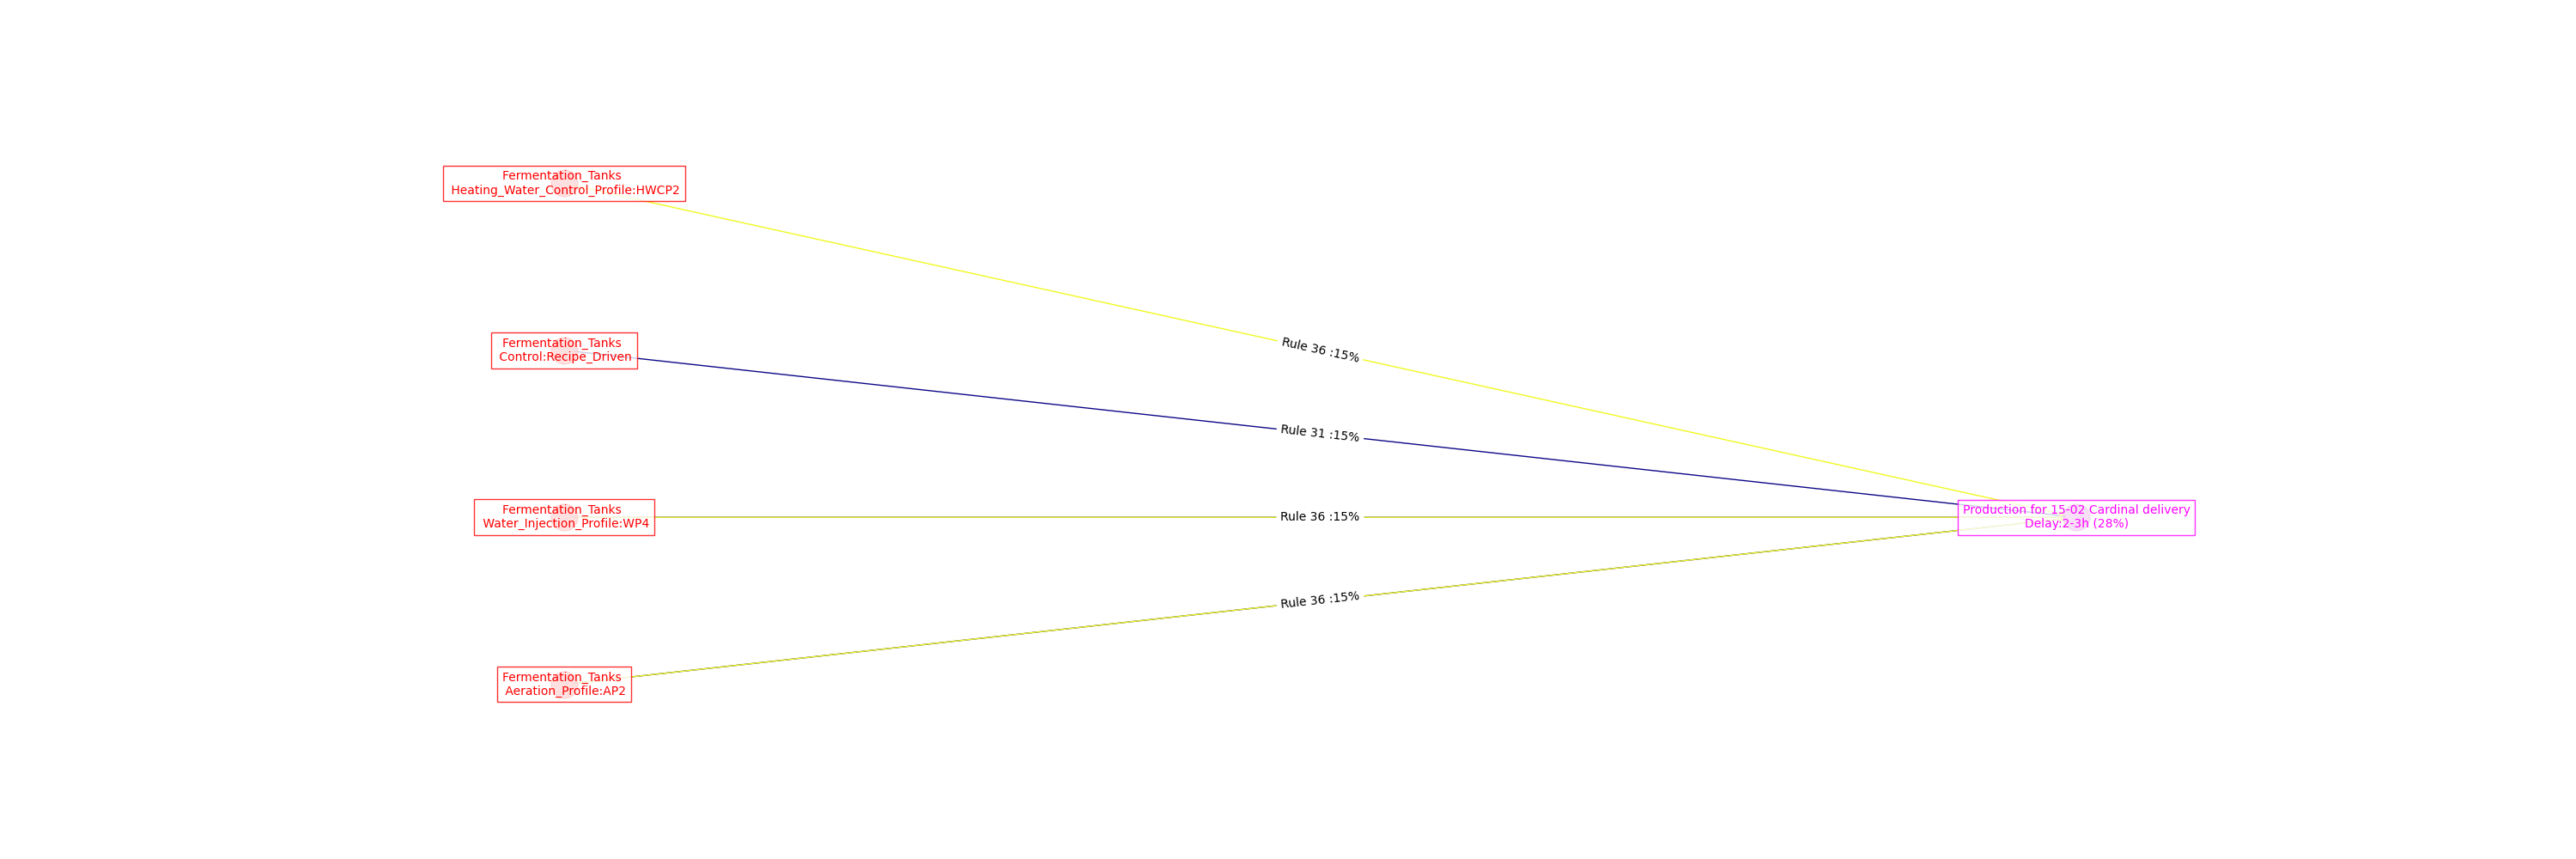 Fermentation_Tanks
Heating_Water_Control_Profile:HWCP2
Rule 36 :15%
Fermentation_Tanks
Control:Recipe_Driven
Rule 31 :15%
Fermentation_Tanks
Water_Injection_Profile:WP4
Rule 36 :15%
Production for 15-02 Cardinal delivery
Delay:2-3h (28%)
Rule 36 :15%
Fermentation_Tanks
Aeration_Profile:AP2